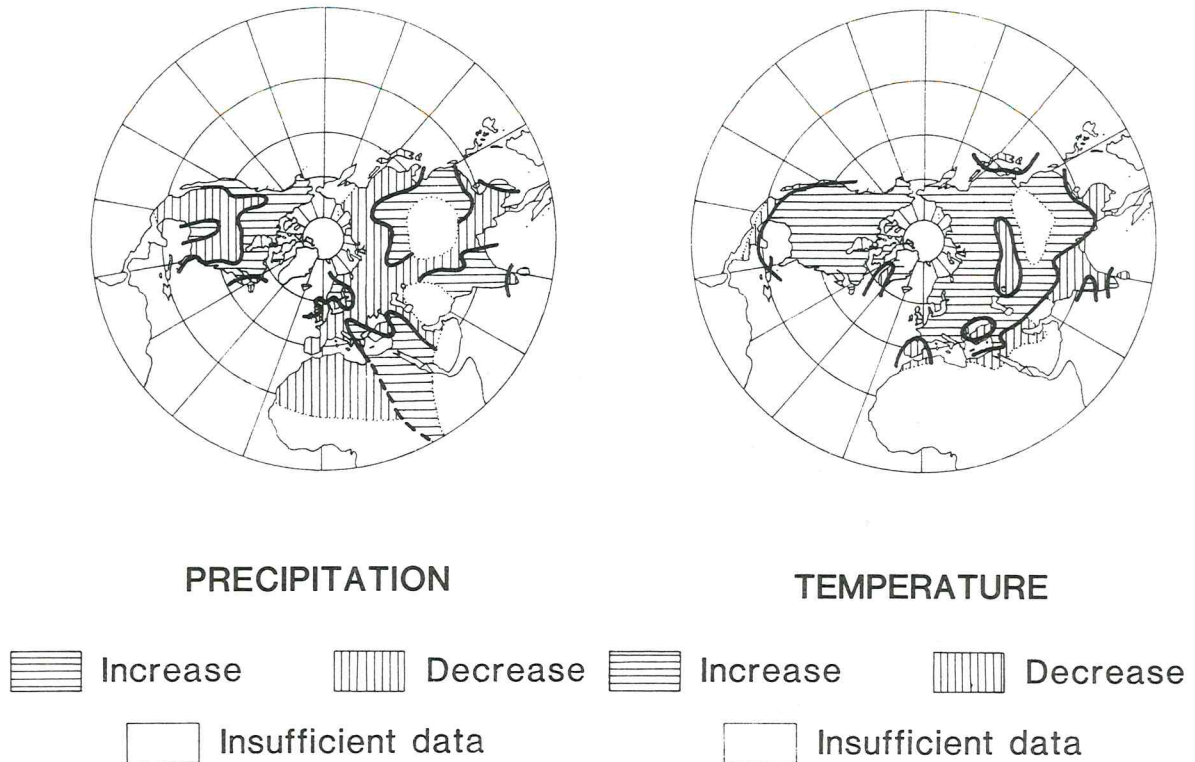 PRECIPITATION
Increase
Decrease
Insufficient data
TEMPERATURE
Increase
Decrease
Insufficient data